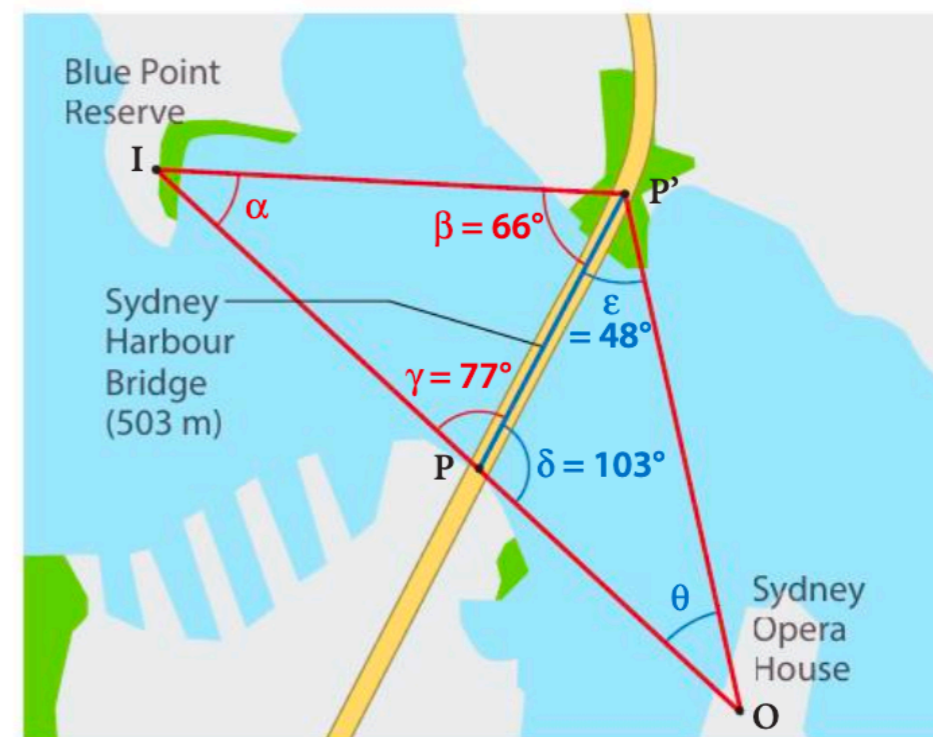 Blue Point
Reserve
I
α
P’
β = 66°
ε
= 48°
Sydney
Harbour
Bridge
(503 m)
γ = 77°
P
δ = 103°
θ
Sydney
Opera
House
O